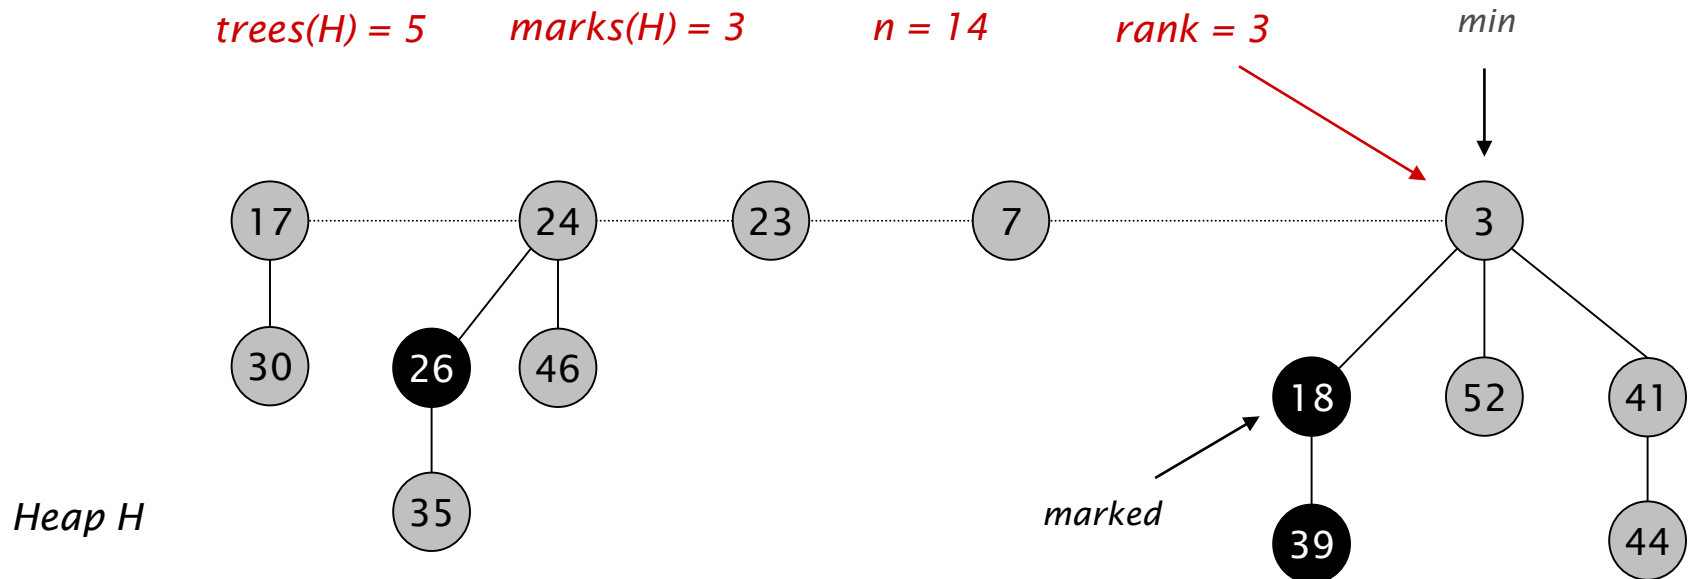 trees(H) = 5 marks(H) = 3 n = 14 rank = 3 min
17 24 23 7 3
30 26 46 18 52 41
35 39 44
marked
Heap H